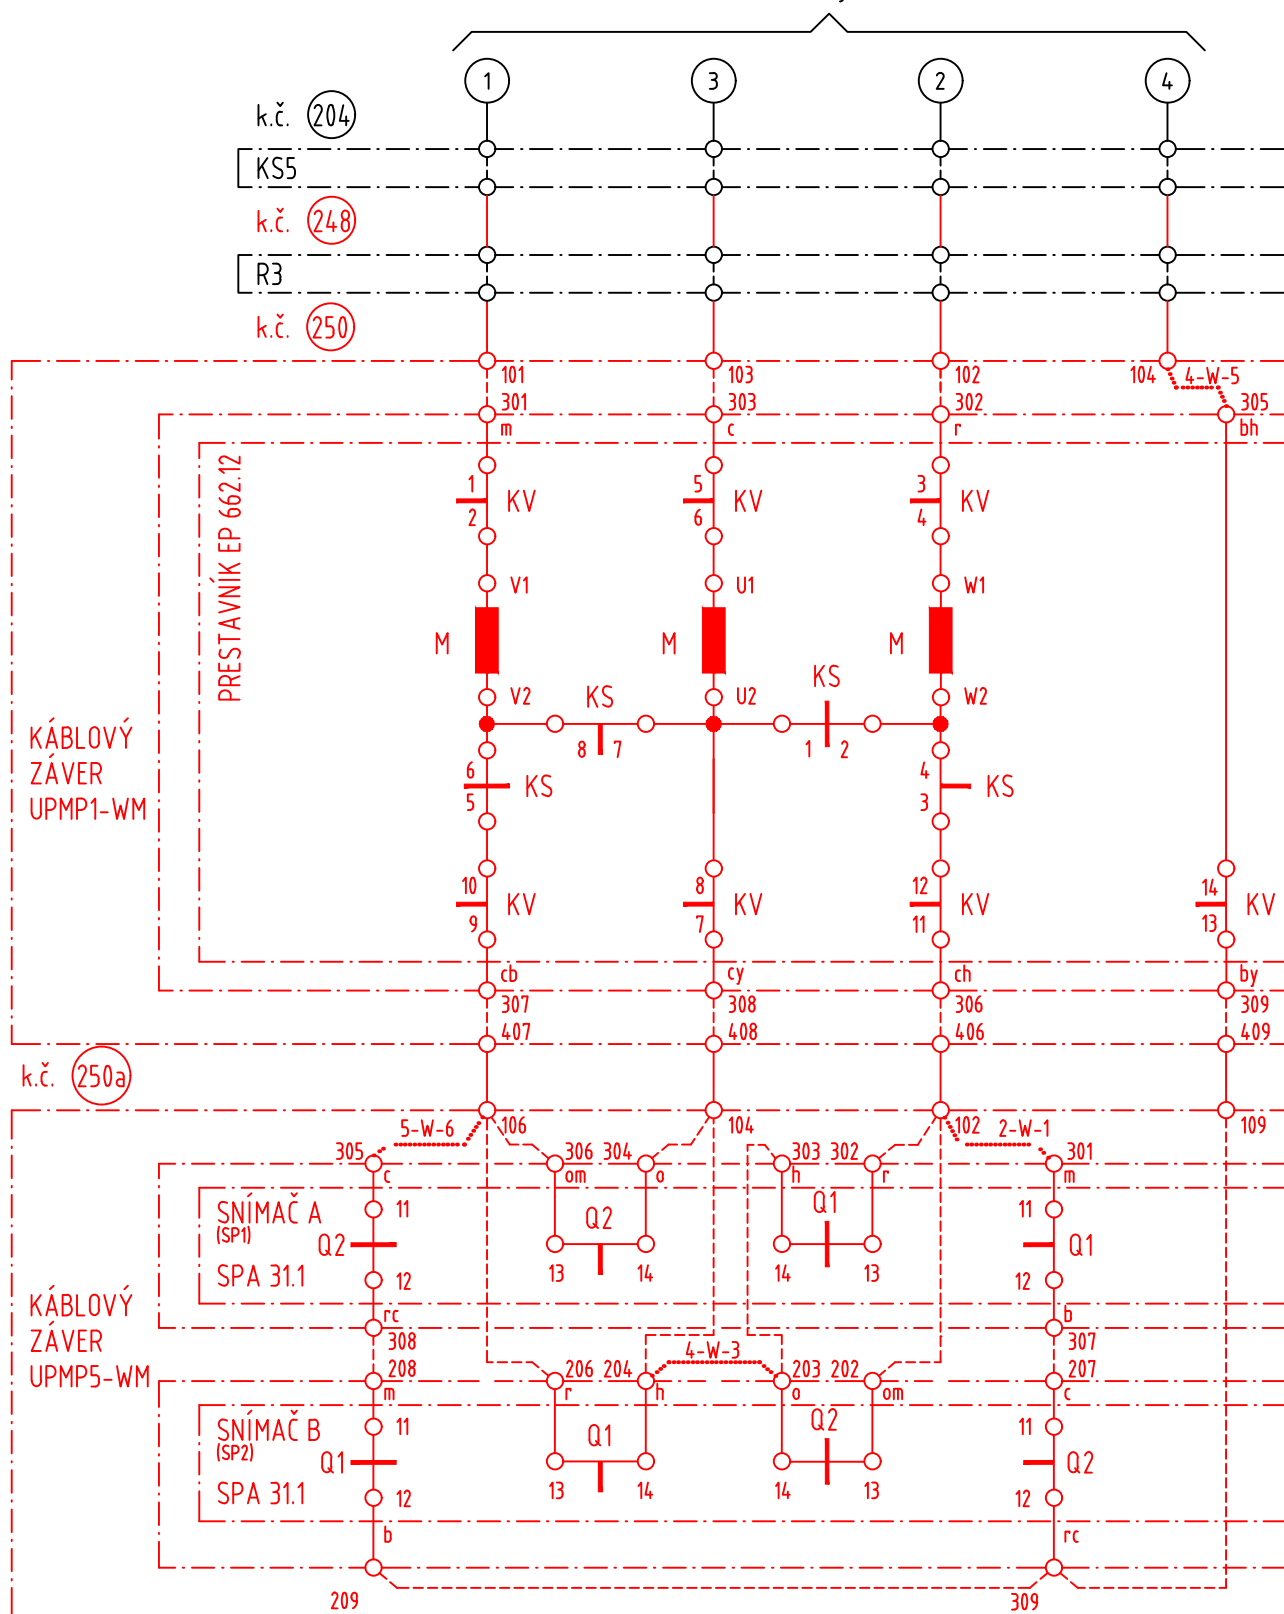 1 3 2 4
k.č. 204
KS5
k.č. 248
R3
k.č. 250
101 103 102 104 4-W-5
301 303 302 305
m c r bh
PRESTAVNÍK EP 662.12
1 KV 5 KV 3 KV
2 6 4
V1 U1 W1
M M M
V2 KS U2 KS W2
8 7 1 2
KÁBLOVÝ
ZÁVER
UPMP1-WM
6 KS 4 KS
5 3
10 KV 8 KV 12 KV 14 KV
9 7 11 13
cb cy ch by
307 308 306 309
407 408 406 409
k.č. 250a
106 104 102 109
5-W-6 2-W-1
305 306 304 303 302 301
c om o h r m
SNÍMAČ A
(SP1)
SPA 31.1
11 Q2 Q1 11
Q2 Q1
12 13 14 14 13 12
rc b
308 307
KÁBLOVÝ
ZÁVER
UPMP5-WM
4-W-3
208 206 204 203 202 207
m r h o om c
SNÍMAČ B
(SP2)
SPA 31.1
11 Q1 Q2 11
Q1 Q2
12 13 14 14 13 12
b rc
209 309